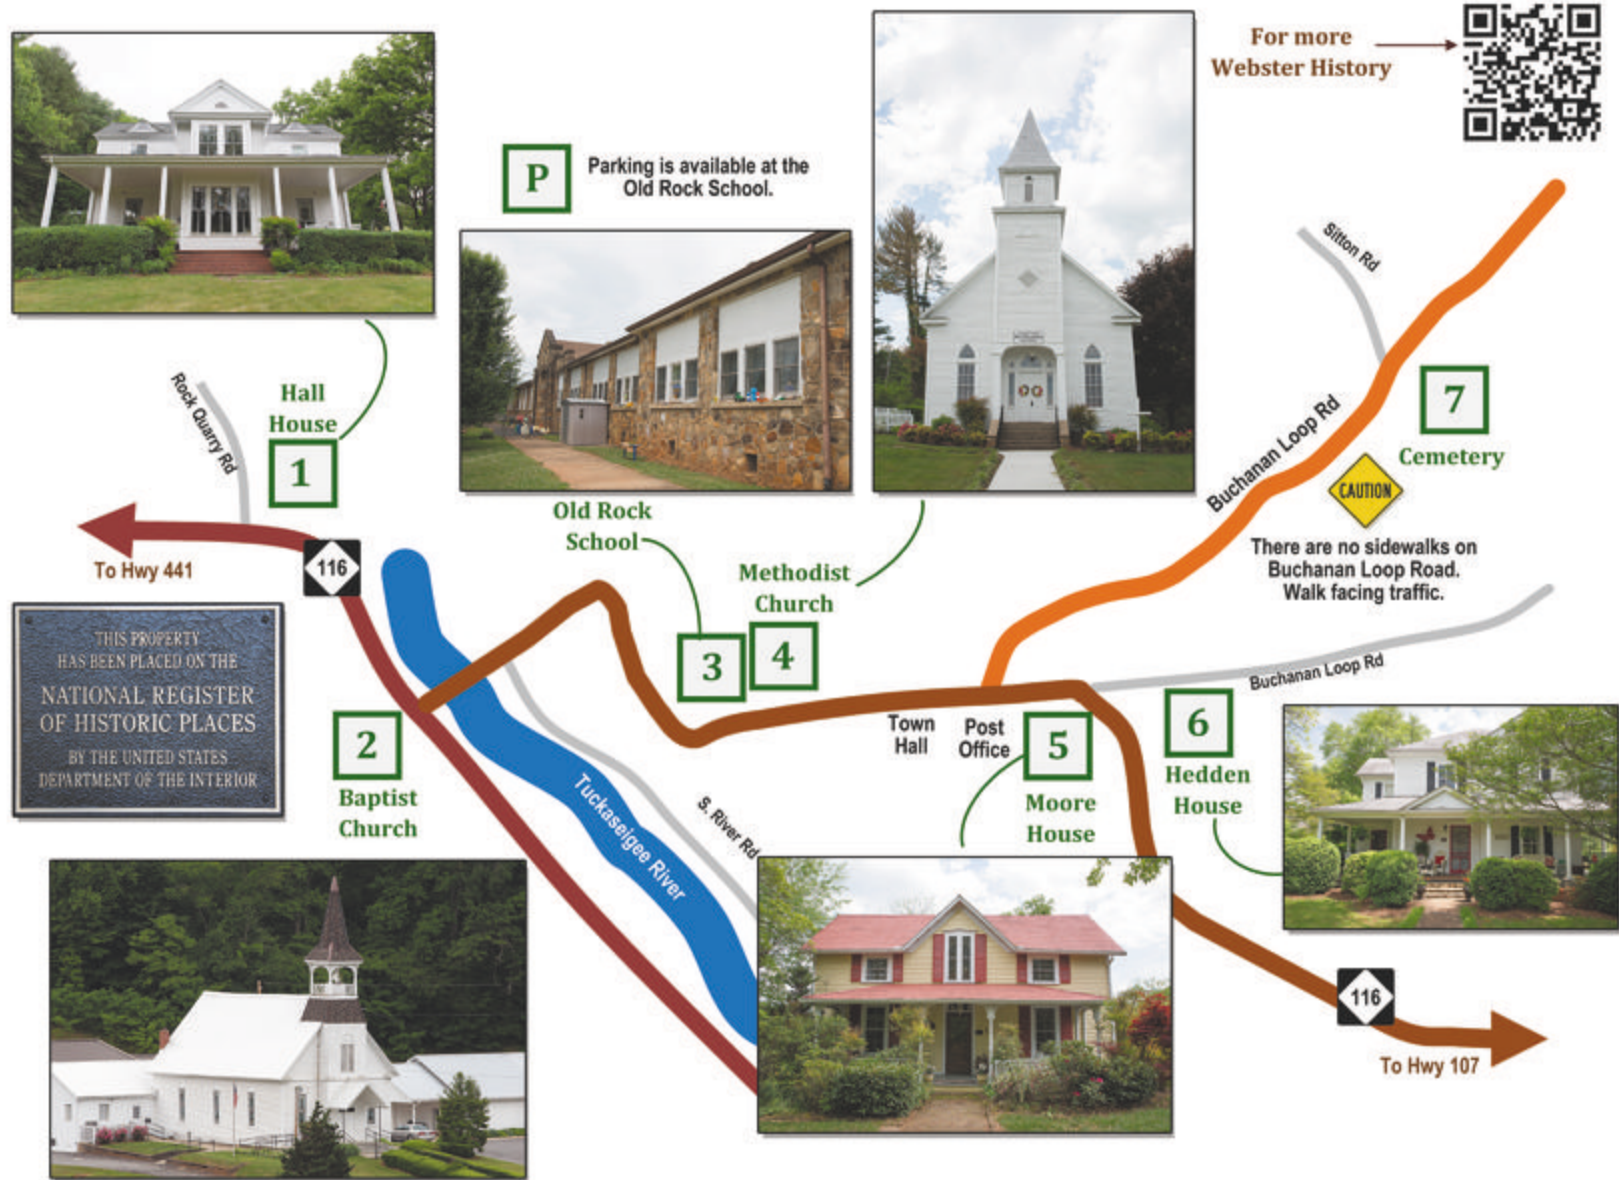 For more
Webster History
P
Parking is available at the
Old Rock School.
Sitton Rd
Rock Quarry Rd
Hall
House
1
7
Cemetery
Buchanan Loop Rd
CAUTION
There are no sidewalks on
Buchanan Loop Road.
Walk facing traffic.
Old Rock
School
Methodist
Church
3
4
To Hwy 441
116
THIS PROPERTY
HAS BEEN PLACED ON THE
NATIONAL REGISTER
OF HISTORIC PLACES
BY THE UNITED STATES
DEPARTMENT OF THE INTERIOR
2
Baptist
Church
Tuckaseigee River
S. River Rd
Town
Hall
Post
Office
5
Moore
House
Buchanan Loop Rd
6
Hedden
House
116
To Hwy 107